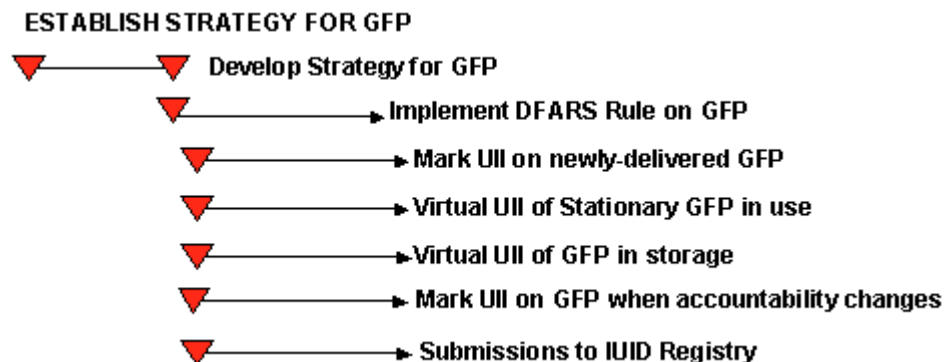 ESTABLISH STRATEGY FOR GFP
Develop Strategy for GFP
Implement DFARS Rule on GFP
Mark UII on newly-delivered GFP
Virtual UII of Stationary GFP in use
Virtual UII of GFP in storage
Mark UII on GFP when accountability changes
Submissions to IUID Registry